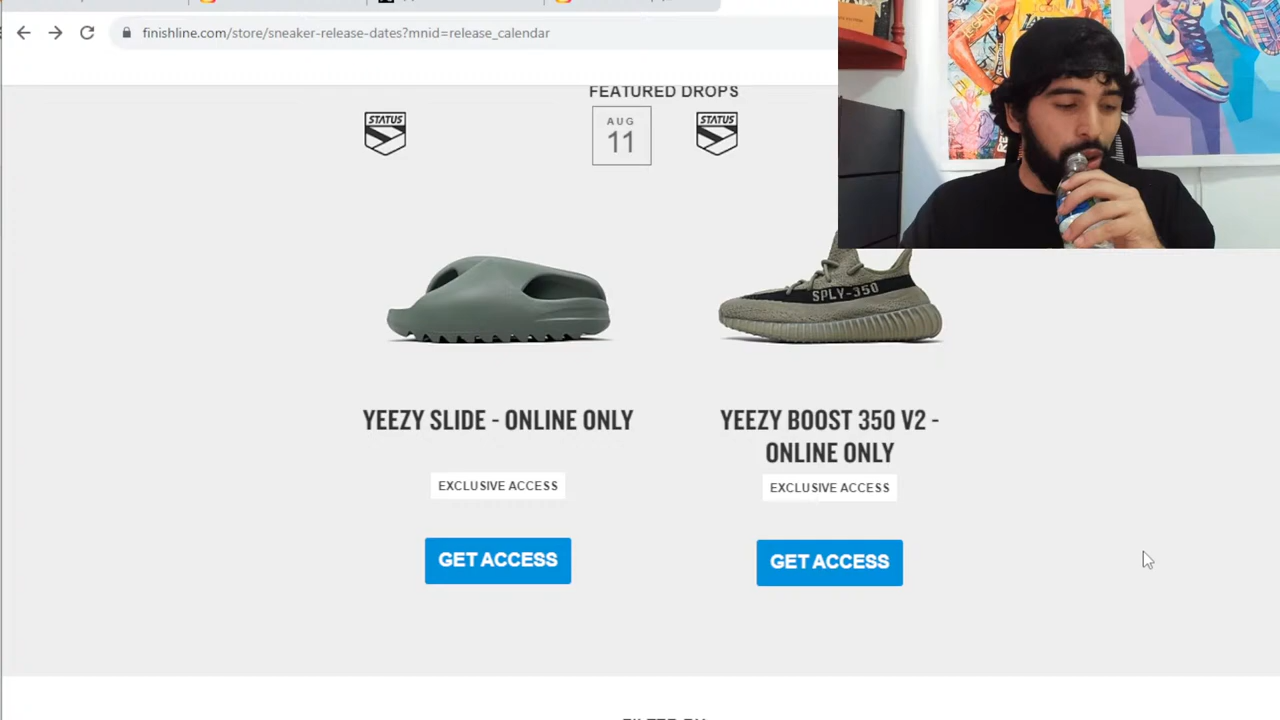 finishline.com/store/sneaker-release-dates?mnid=release_calendar
FEATURED DROPS
STATUS
AUG
11
STATUS
SPLY-350
YEEZY SLIDE - ONLINE ONLY
YEEZY BOOST 350 V2 -
ONLINE ONLY
EXCLUSIVE ACCESS
EXCLUSIVE ACCESS
GET ACCESS
GET ACCESS